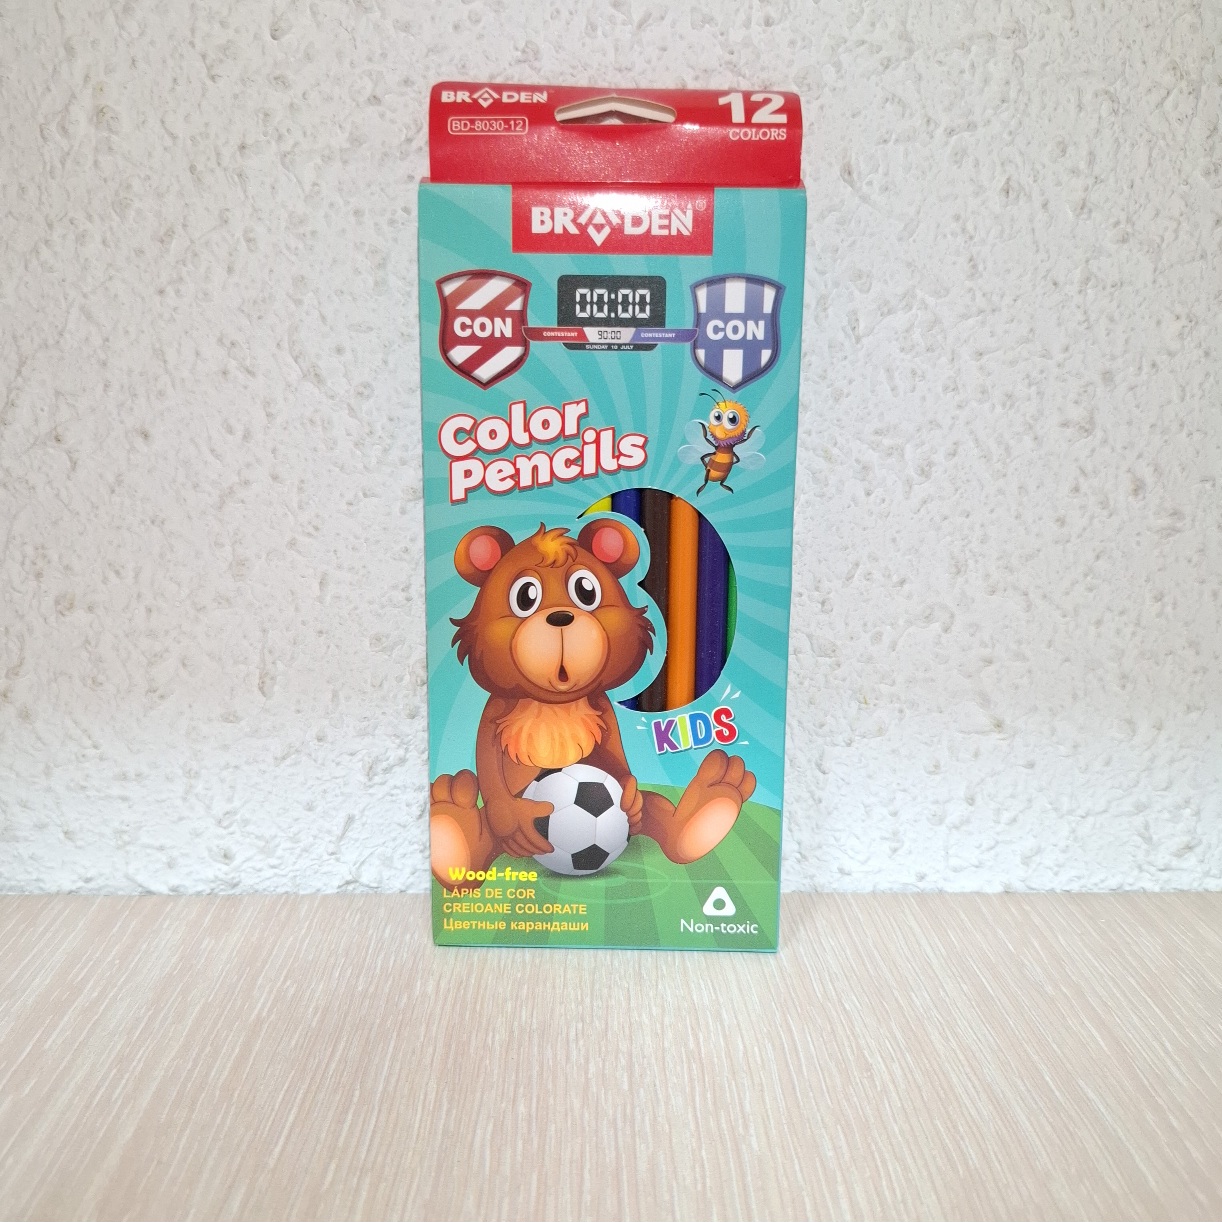 BRADEN
BD-8030-12
12
COLORS
BRADEN®
CON
00:00
CONTESTANT 90:00 CONTESTANT
SUNDAY 10 JULY
CON
Color
Pencils
KIDS
Wood-free
LÁPIS DE COR
CREIOANE COLORATE
Цветные карандаши
Non-toxic